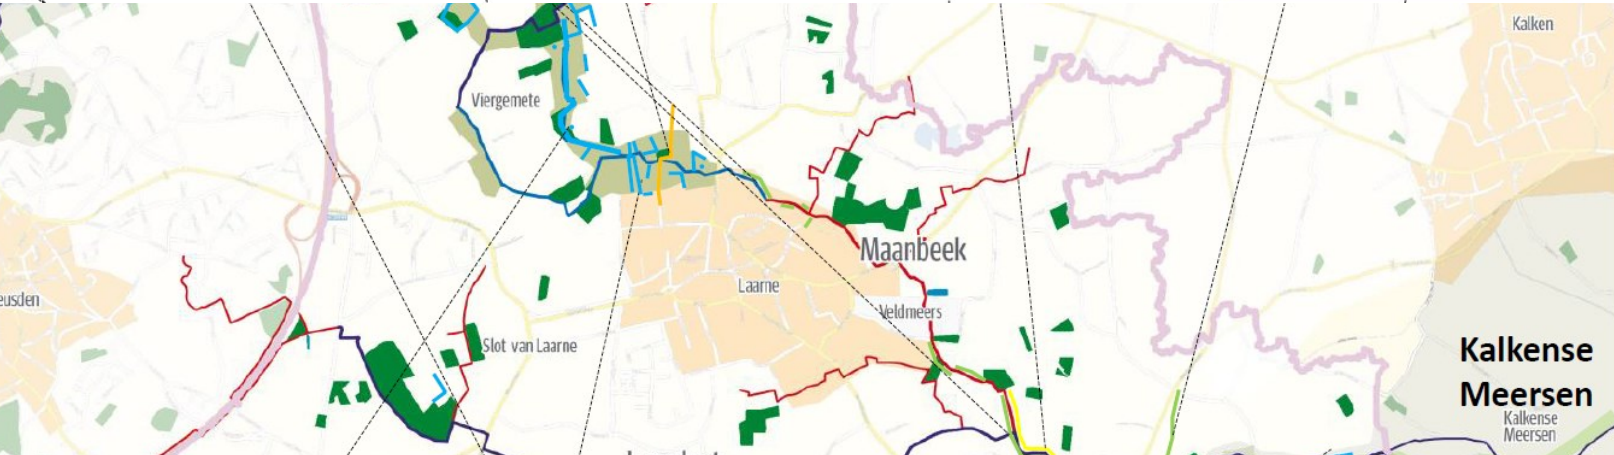 Kalken
Viergemete
Maanbeek
Laarne
eusden
Veldmeers
Slot van Laarne
Kalkense
Meersen
Kalkense
Meersen